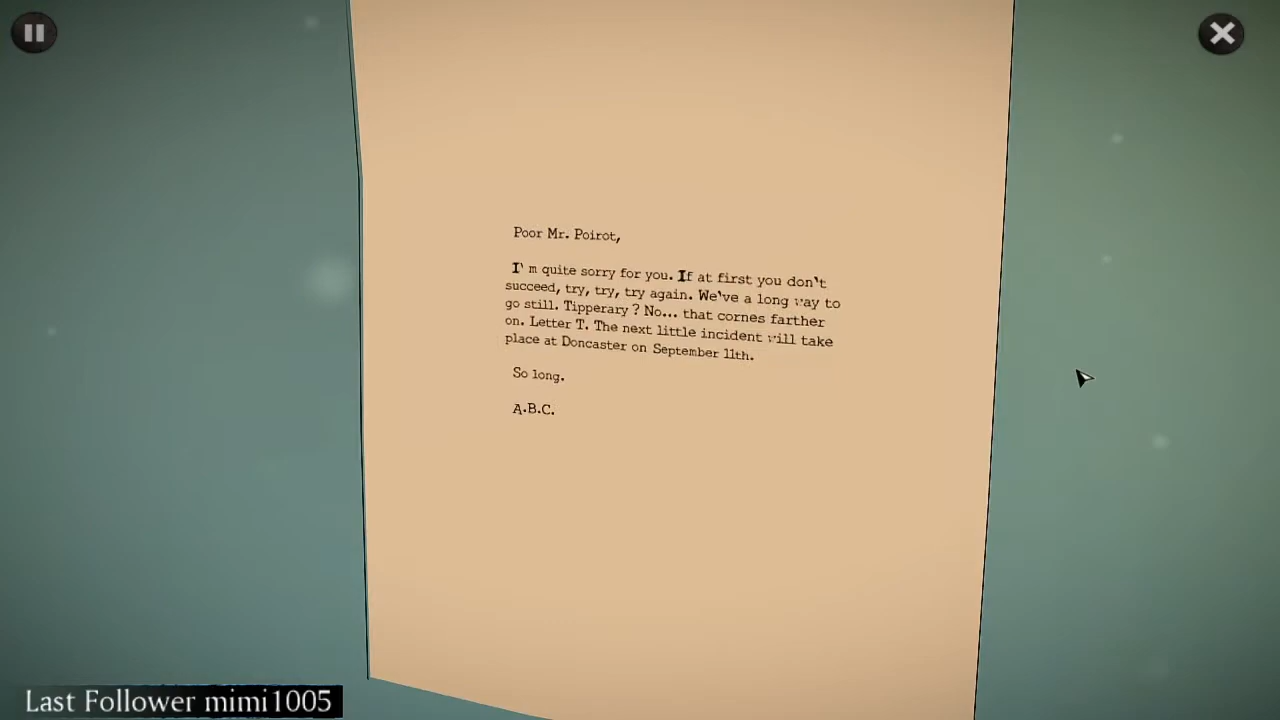 Poor Mr. Poirot,
I'm quite sorry for you. If at first you don't
succeed, try, try, try again. We've a long way to
go still. Tipperary ? No... that cornes farther
on. Letter T. The next little incident will take
place at Doncaster on September 11th.
So long.
A.B.C.
Last Follower mimi1005